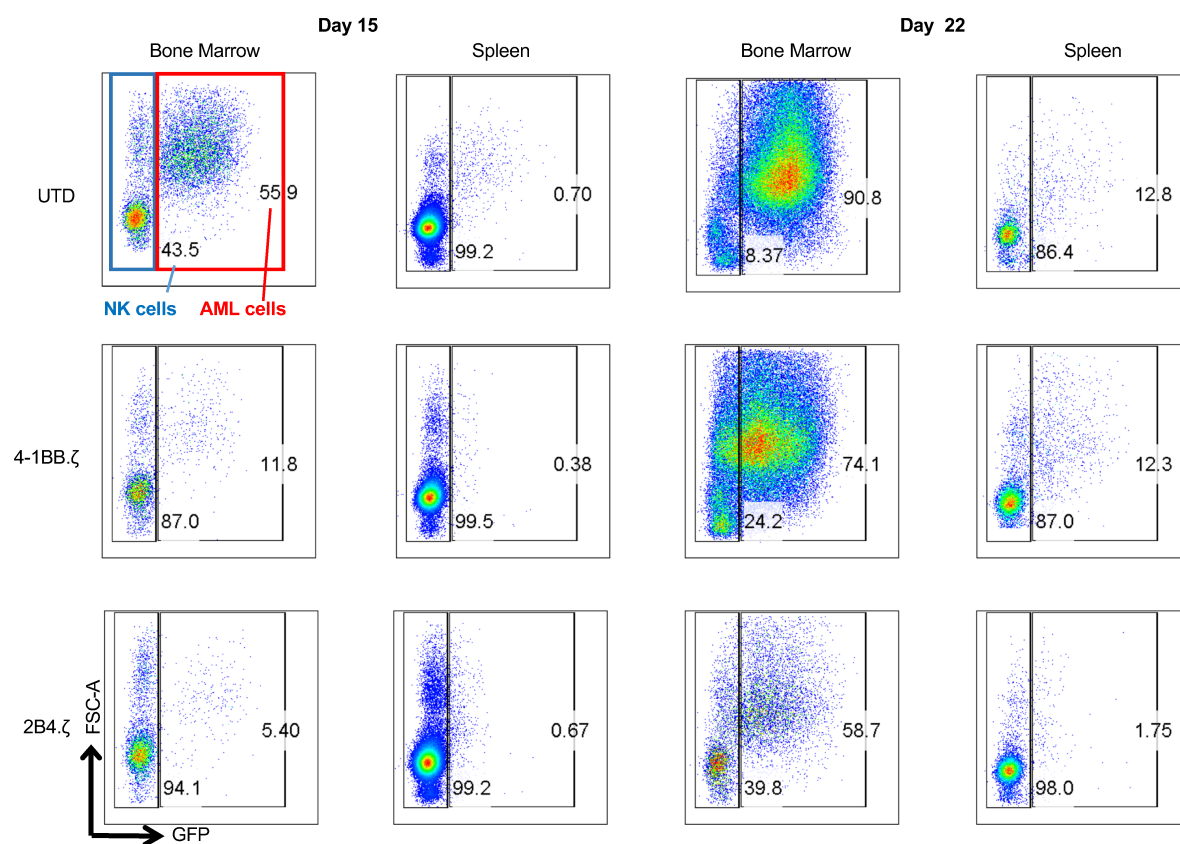 Day 15
Day 22
Bone Marrow
Spleen
Bone Marrow
Spleen
UTD
55.9
43.5
0.70
99.2
90.8
8.37
12.8
86.4
NK cells
AML cells
4-1BB.ζ
11.8
87.0
0.38
99.5
74.1
24.2
12.3
87.0
2B4.ζ
FSC-A
5.40
94.1
0.67
99.2
58.7
39.8
1.75
98.0
GFP